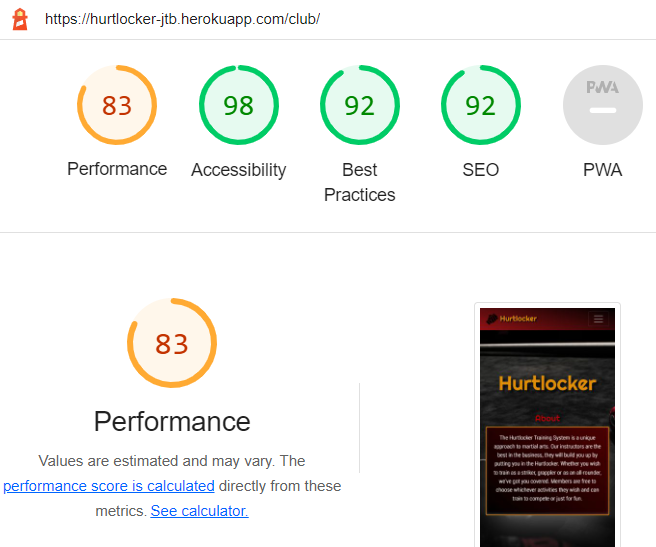 https://hurtlocker-jtb.herokuapp.com/club/
83 98 92 92 PWA
Performance Accessibility Best Practices SEO PWA
83
Performance
Values are estimated and may vary. The
performance score is calculated directly from these
metrics. See calculator.
Hurtlocker
Hurtlocker
About
The Hurtlocker Training System is a unique
approach to martial arts. Our instructors are the
best in the business, they will build you up by
putting you in the Hurtlocker. Whether you wish
to train as a striker, grappler or as an all-rounder,
we've got you covered. Members are free to
choose whichever activities they wish and can
train to compete or just for fun.